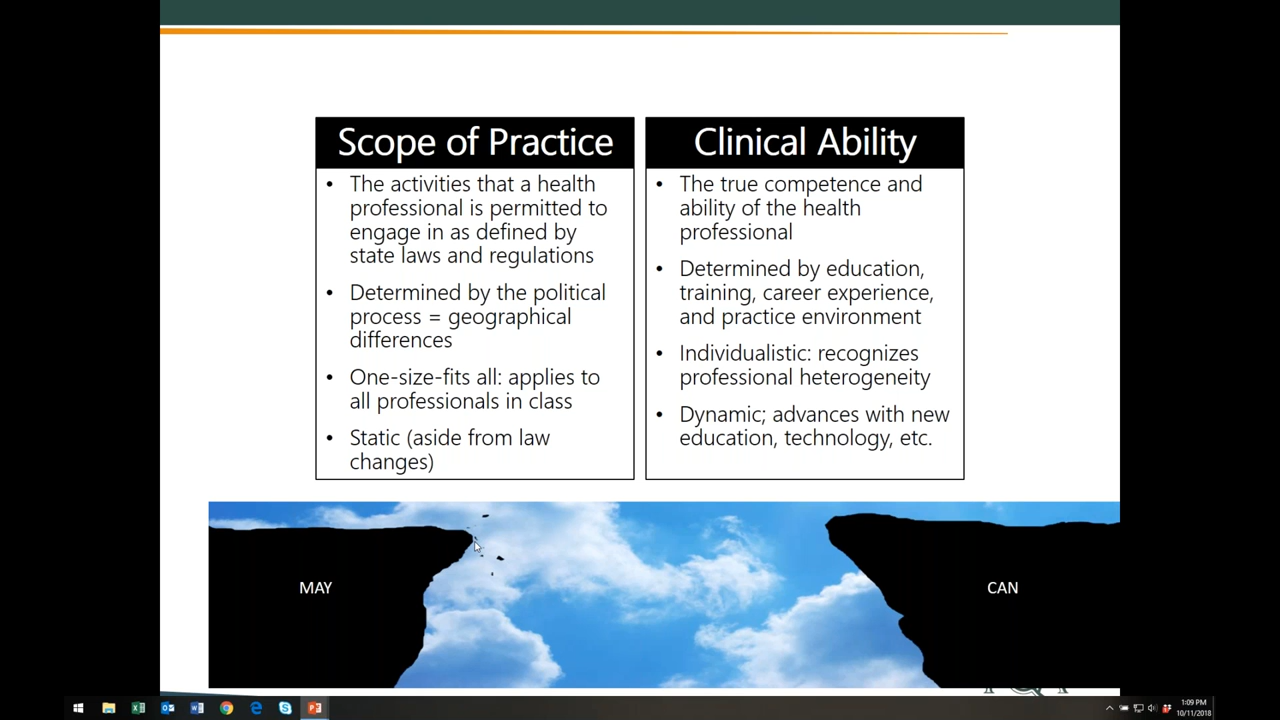 Scope of Practice
• The activities that a health
professional is permitted to
engage in as defined by
state laws and regulations
• Determined by the political
process = geographical
differences
• One-size-fits all: applies to
all professionals in class
• Static (aside from law
changes)
Clinical Ability
• The true competence and
ability of the health
professional
• Determined by education,
training, career experience,
and practice environment
• Individualistic: recognizes
professional heterogeneity
• Dynamic; advances with new
education, technology, etc.
MAY
CAN
1:09 PM
10/11/2018